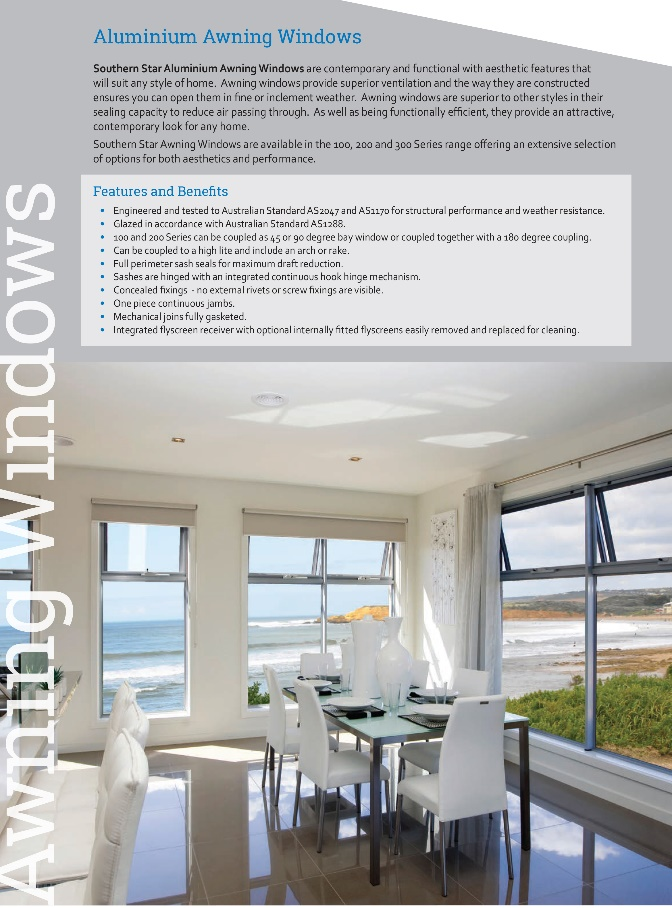 Aluminium Awning Windows
Southern Star Aluminium Awning Windows are contemporary and functional with aesthetic features that
will suit any style of home. Awning windows provide superior ventilation and the way they are constructed
ensures you can open them in fine or inclement weather. Awning windows are superior to other styles in their
sealing capacity to reduce air passing through. As well as being functionally efficient, they provide an attractive,
contemporary look for any home.
Southern Star Awning Windows are available in the 100, 200 and 300 Series range offering an extensive selection
of options for both aesthetics and performance.
Features and Benefits
• Engineered and tested to Australian Standard AS2047 and AS1170 for structural performance and weather resistance.
• Glazed in accordance with Australian Standard AS1288.
• 100 and 200 Series can be coupled as 45 or 90 degree bay window or coupled together with a 180 degree coupling.
• Can be coupled to a high lite and include an arch or rake.
• Full perimeter sash seals for maximum draft reduction.
• Sashes are hinged with an integrated continuous hook hinge mechanism.
• Concealed fixings - no external rivets or screw fixings are visible.
• One piece continuous jambs.
• Mechanical joins fully gasketed.
• Integrated flyscreen receiver with optional internally fitted flyscreens easily removed and replaced for cleaning.
Awning Windows